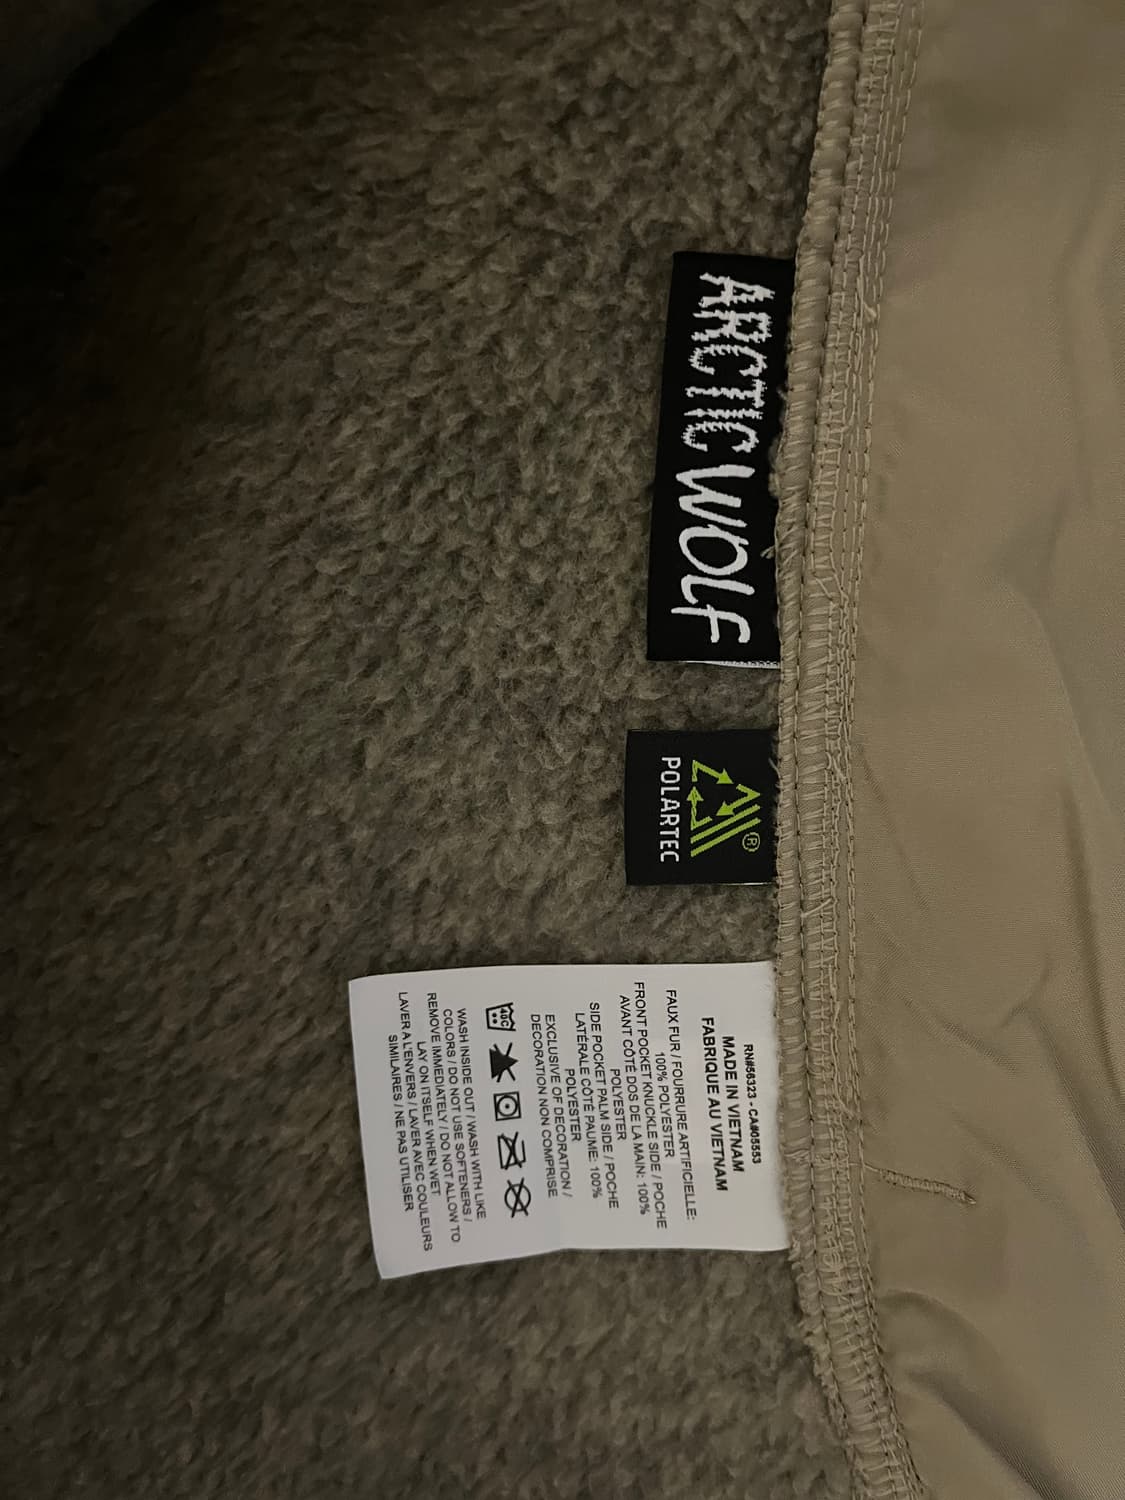 ARCTIC WOLF
®
POLARTEC
RN#56323 - CA#05553
MADE IN VIETNAM
FABRIQUE AU VIETNAM
FAUX FUR / FOURRURE ARTIFICIELLE:
100% POLYESTER
FRONT POCKET KNUCKLE SIDE / POCHE
AVANT CÔTÉ DOS DE LA MAIN: 100%
POLYESTER
SIDE POCKET PALM SIDE / POCHE
LATÉRALE CÔTÉ PAUME: 100%
POLYESTER
EXCLUSIVE OF DECORATION /
DECORATION NON COMPRISE
40C
WASH INSIDE OUT / WASH WITH LIKE
COLORS / DO NOT USE SOFTENERS /
REMOVE IMMEDIATELY / DO NOT ALLOW TO
LAY ON ITSELF WHEN WET
LAVER A L'ENVERS / LAVER AVEC COULEURS
SIMILAIRES / NE PAS UTILISER